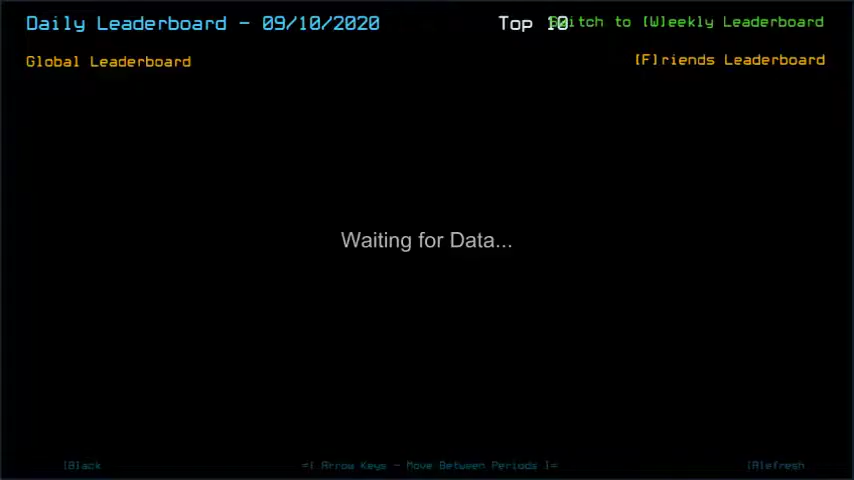 Daily Leaderboard - 09/10/2020
Top 10
Switch to [W]eekly Leaderboard
Global Leaderboard
[F]riends Leaderboard
Waiting for Data...
[B]ack
=[ Arrow Keys - Move Between Periods ]=
[R]efresh